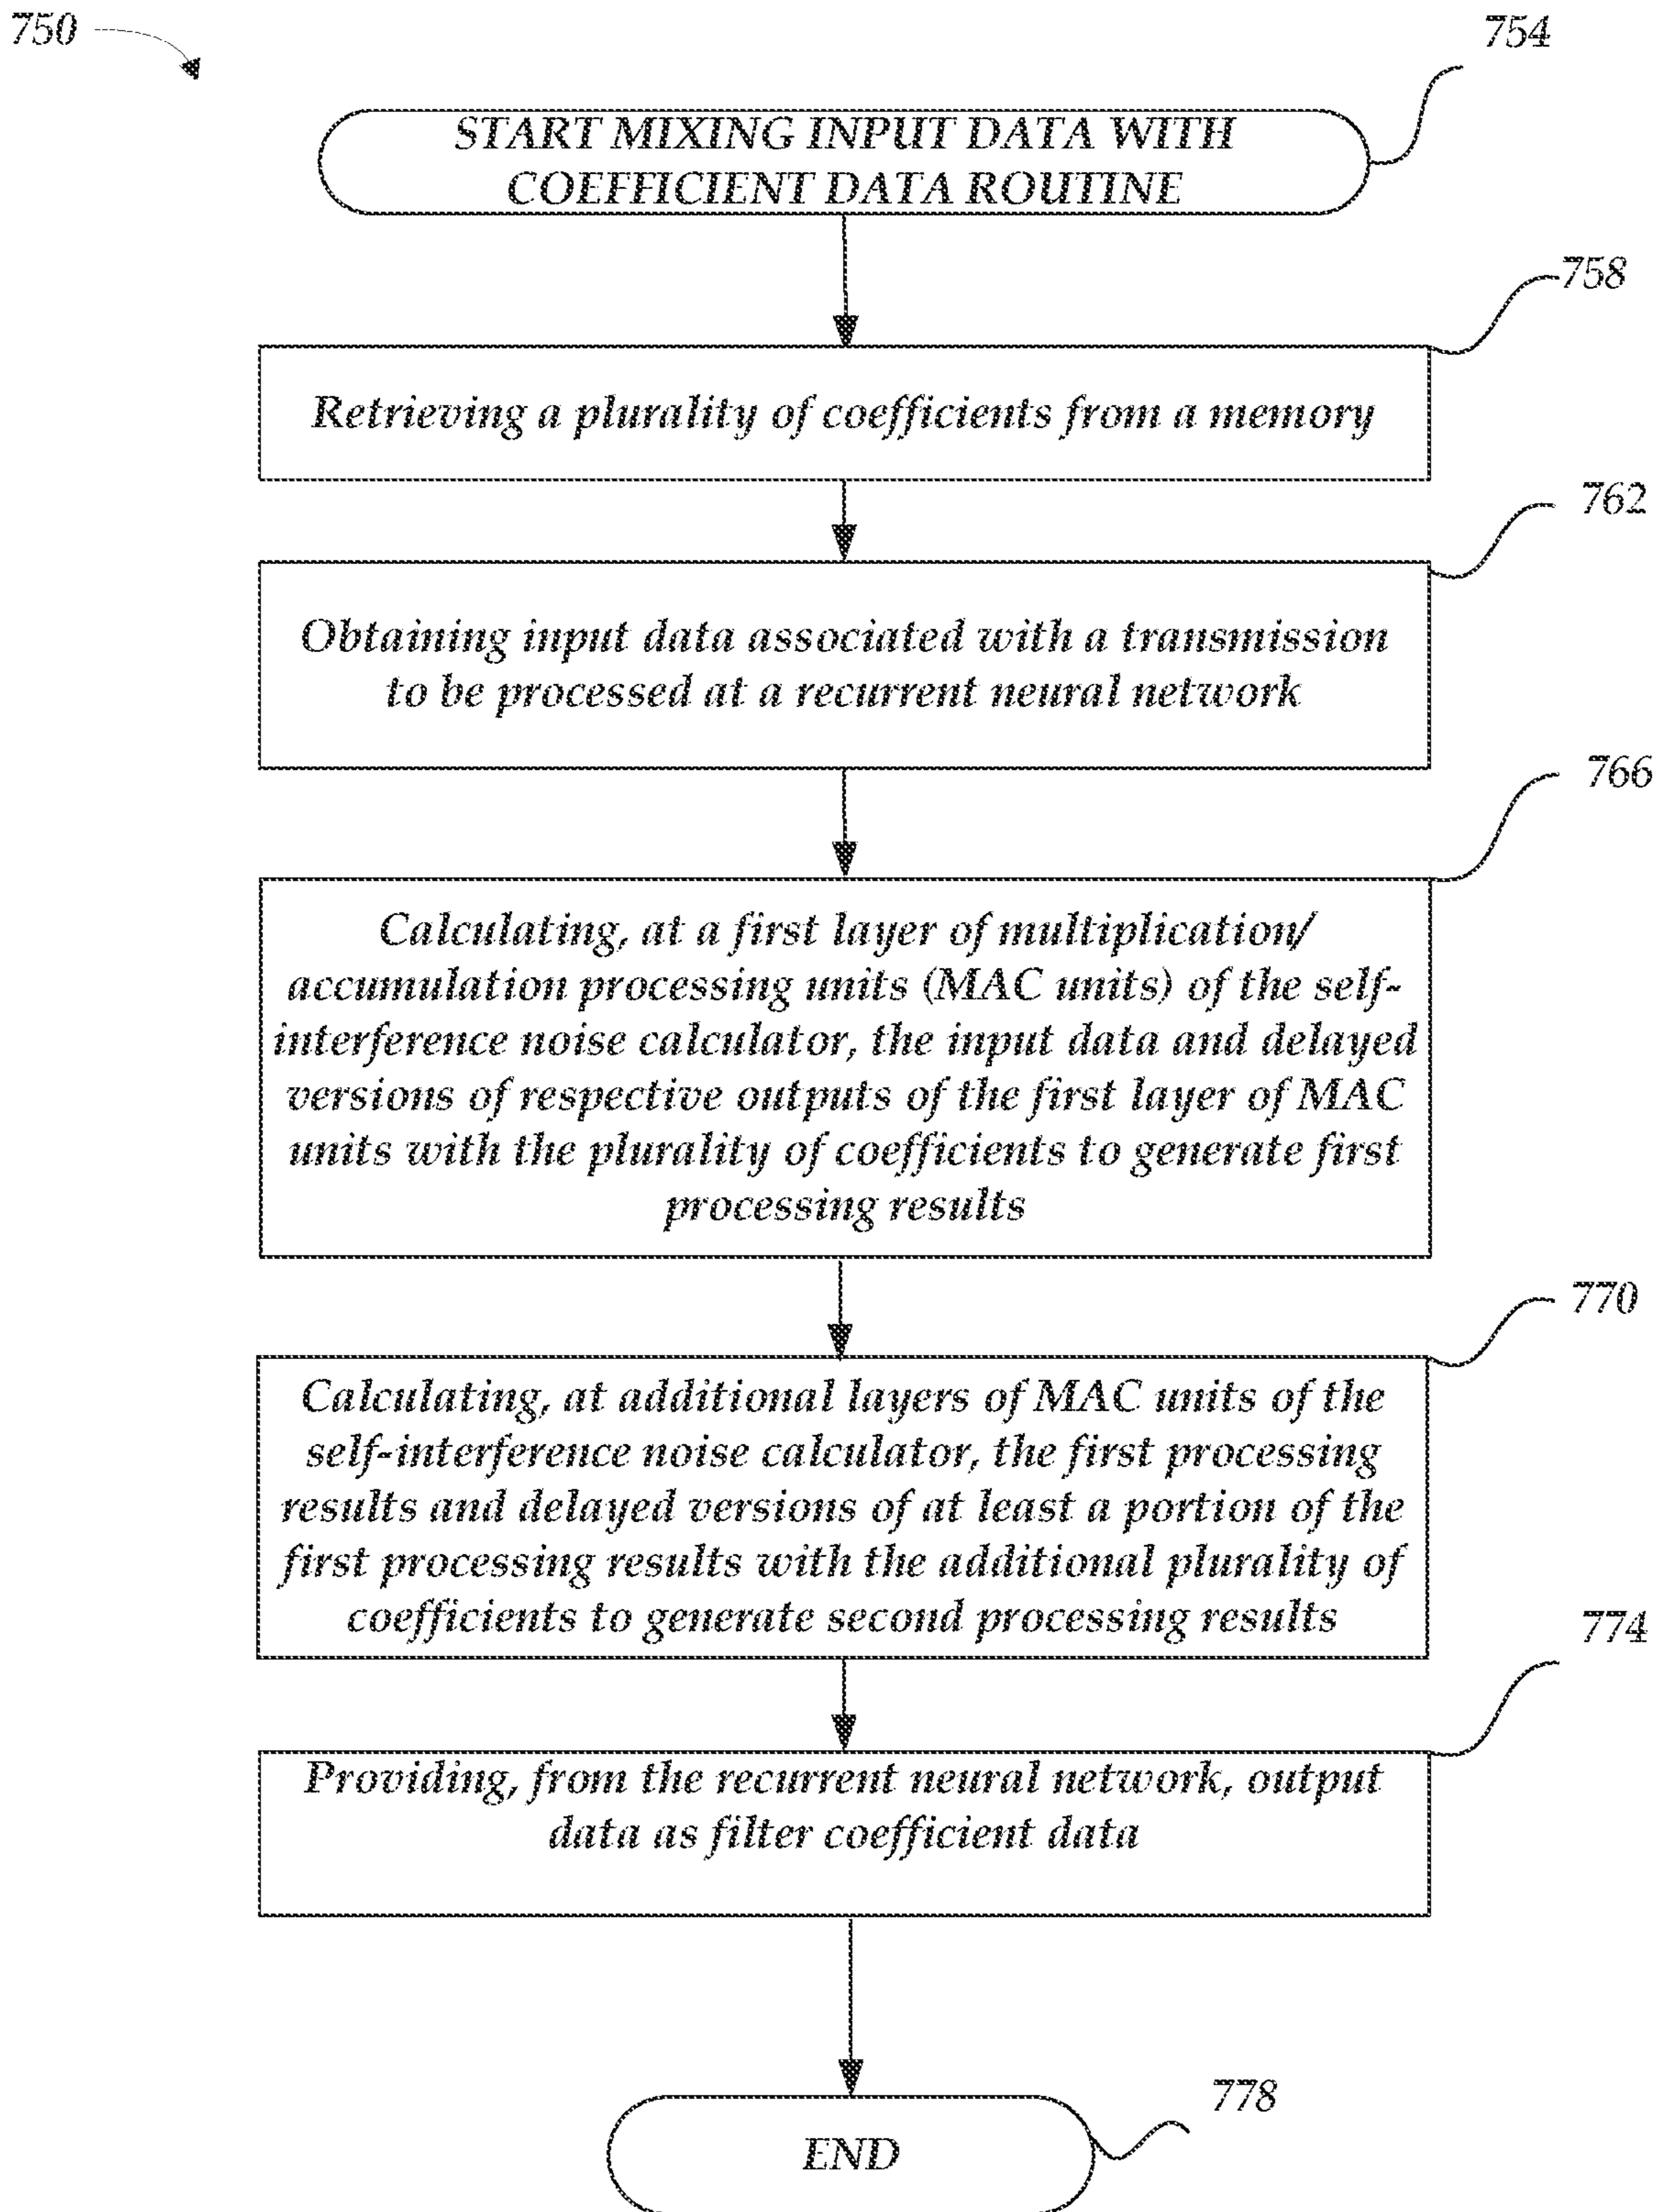 750
754
START MIXING INPUT DATA WITH
COEFFICIENT DATA ROUTINE
758
Retrieving a plurality of coefficients from a memory
762
Obtaining input data associated with a transmission
to be processed at a recurrent neural network
766
Calculating, at a first layer of multiplication/
accumulation processing units (MAC units) of the self-
interference noise calculator, the input data and delayed
versions of respective outputs of the first layer of MAC
units with the plurality of coefficients to generate first
processing results
770
Calculating, at additional layers of MAC units of the
self-interference noise calculator, the first processing
results and delayed versions of at least a portion of the
first processing results with the additional plurality of
coefficients to generate second processing results
774
Providing, from the recurrent neural network, output
data as filter coefficient data
778
END